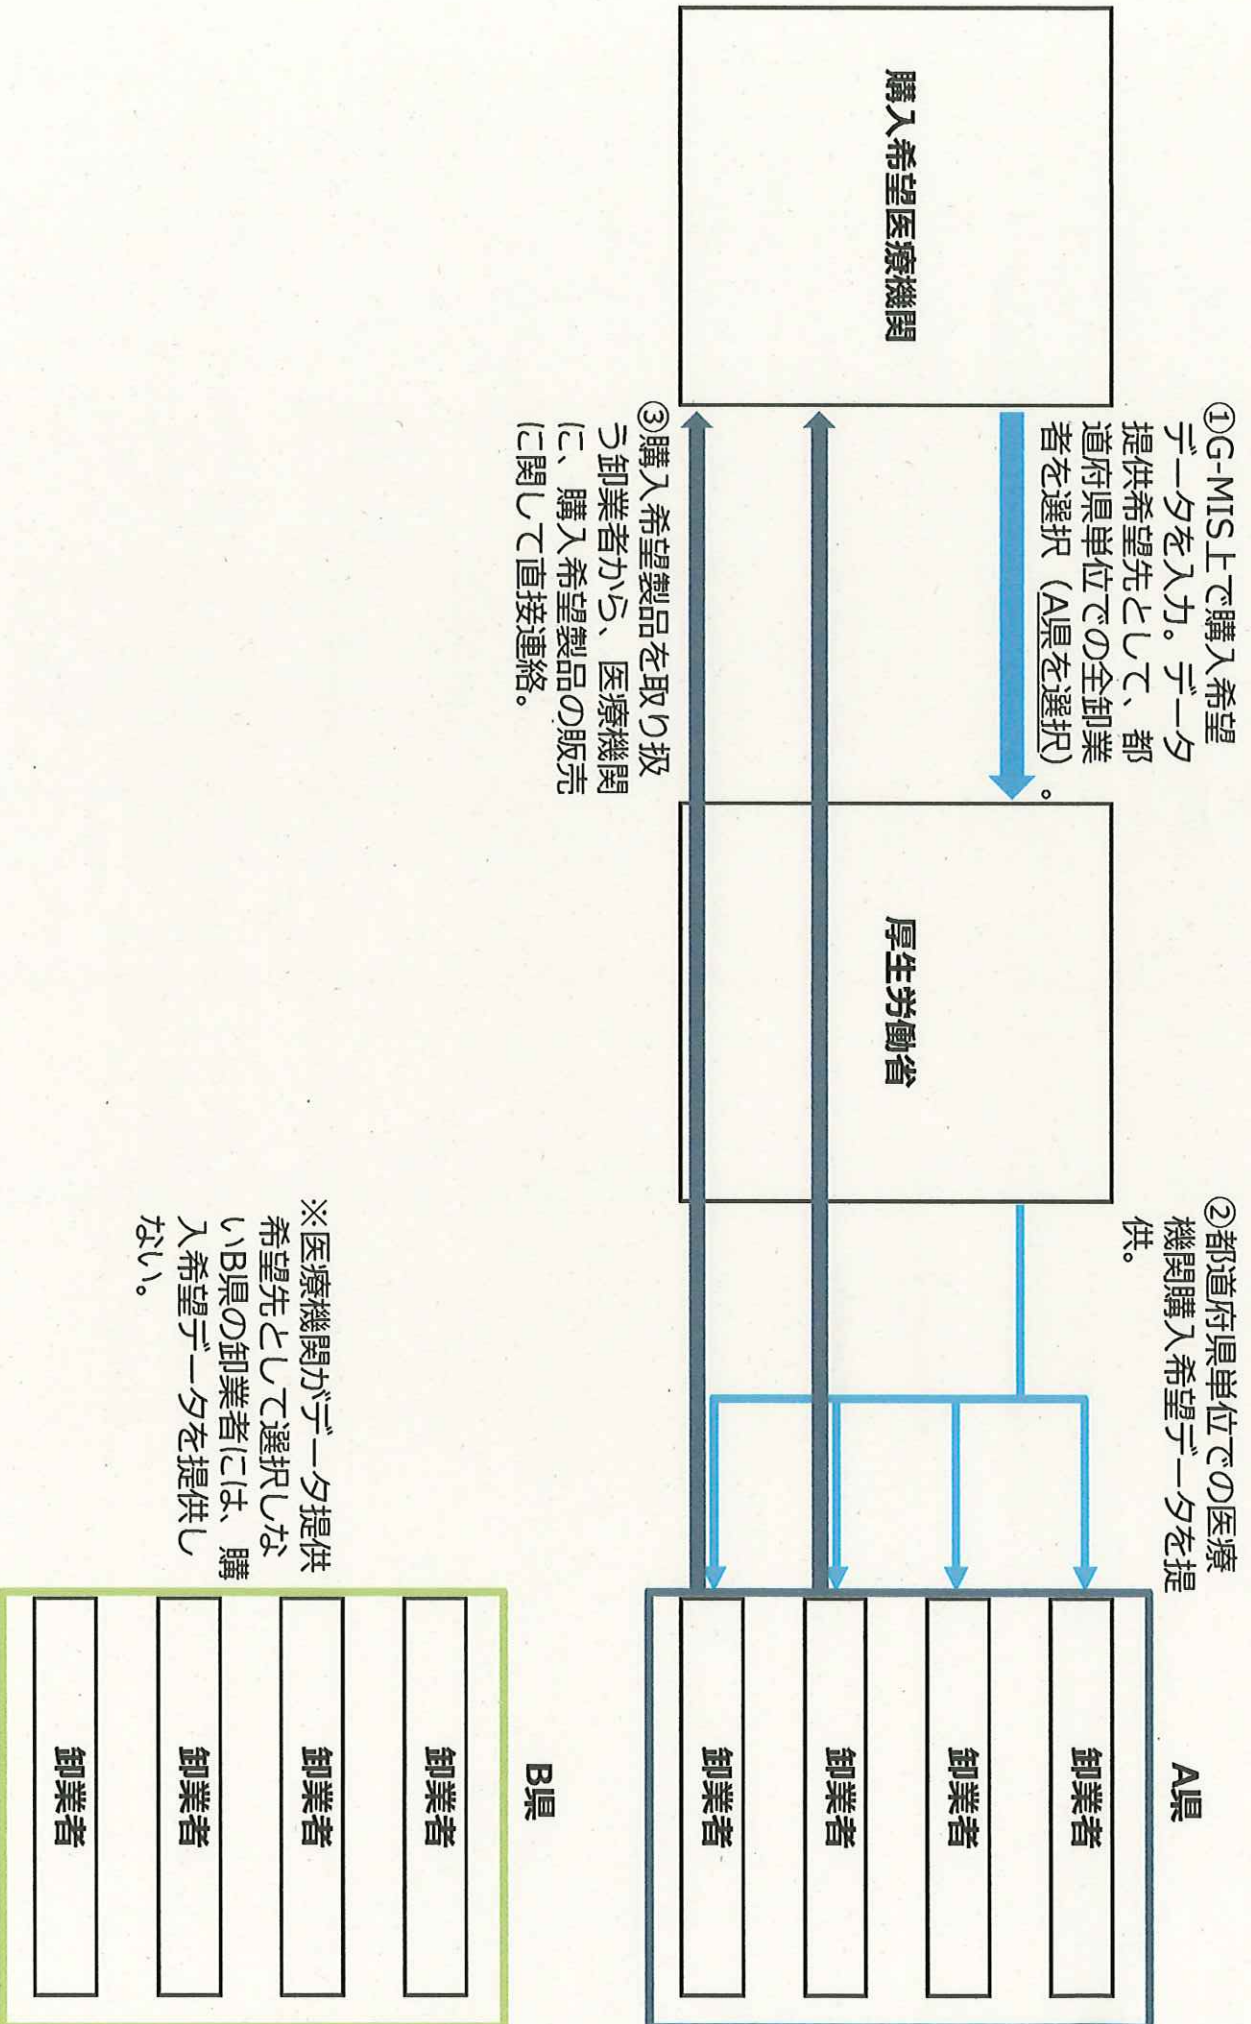 ①G-MIS上で購入希望
データを入力。データ
提供希望先として、都
道府県単位での全卸業
者を選択（A県を選択）。
②都道府県単位での医療
機関購入希望データを提
供。
A県
購入希望医療機関
厚生労働省
卸業者
卸業者
卸業者
卸業者
③購入希望製品を取り扱
う卸業者から、医療機関
に、購入希望製品の販売
に関して直接連絡。
B県
※医療機関がデータ提供
希望先として選択しな
いB県の卸業者には、購
入希望データを提供し
ない。
卸業者
卸業者
卸業者
卸業者